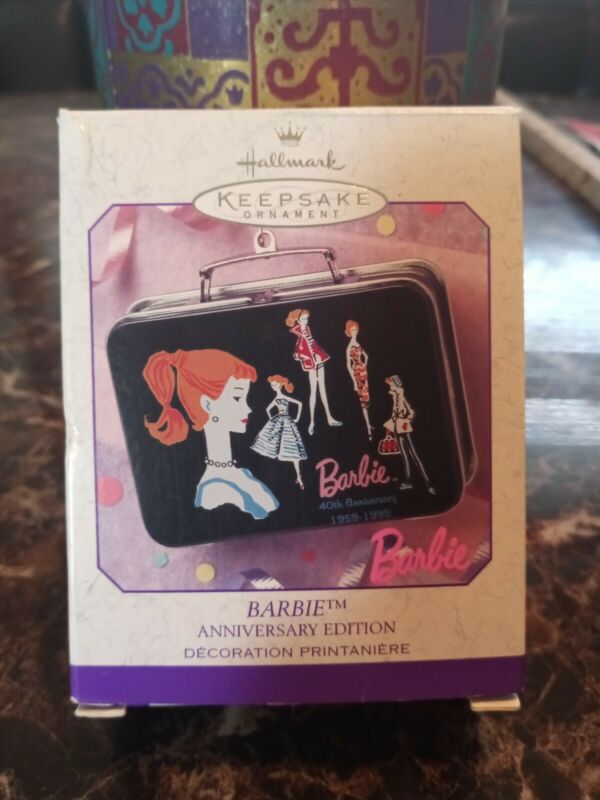 Hallmark
KEEPSAKE
ORNAMENT
Barbie
40th Anniversary
1959-1999
Barbie
BARBIE™
ANNIVERSARY EDITION
DÉCORATION PRINTANIÈRE